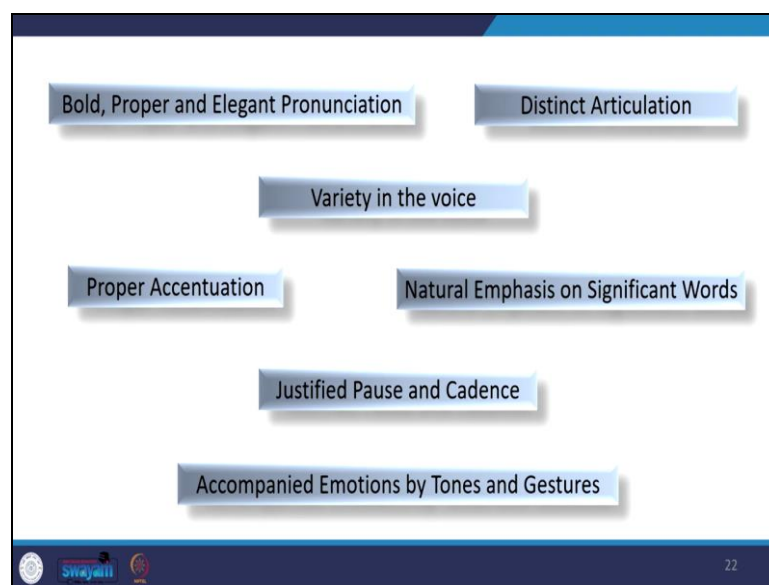 Bold, Proper and Elegant Pronunciation
Distinct Articulation
Variety in the voice
Proper Accentuation
Natural Emphasis on Significant Words
Justified Pause and Cadence
Accompanied Emotions by Tones and Gestures
swayam
22